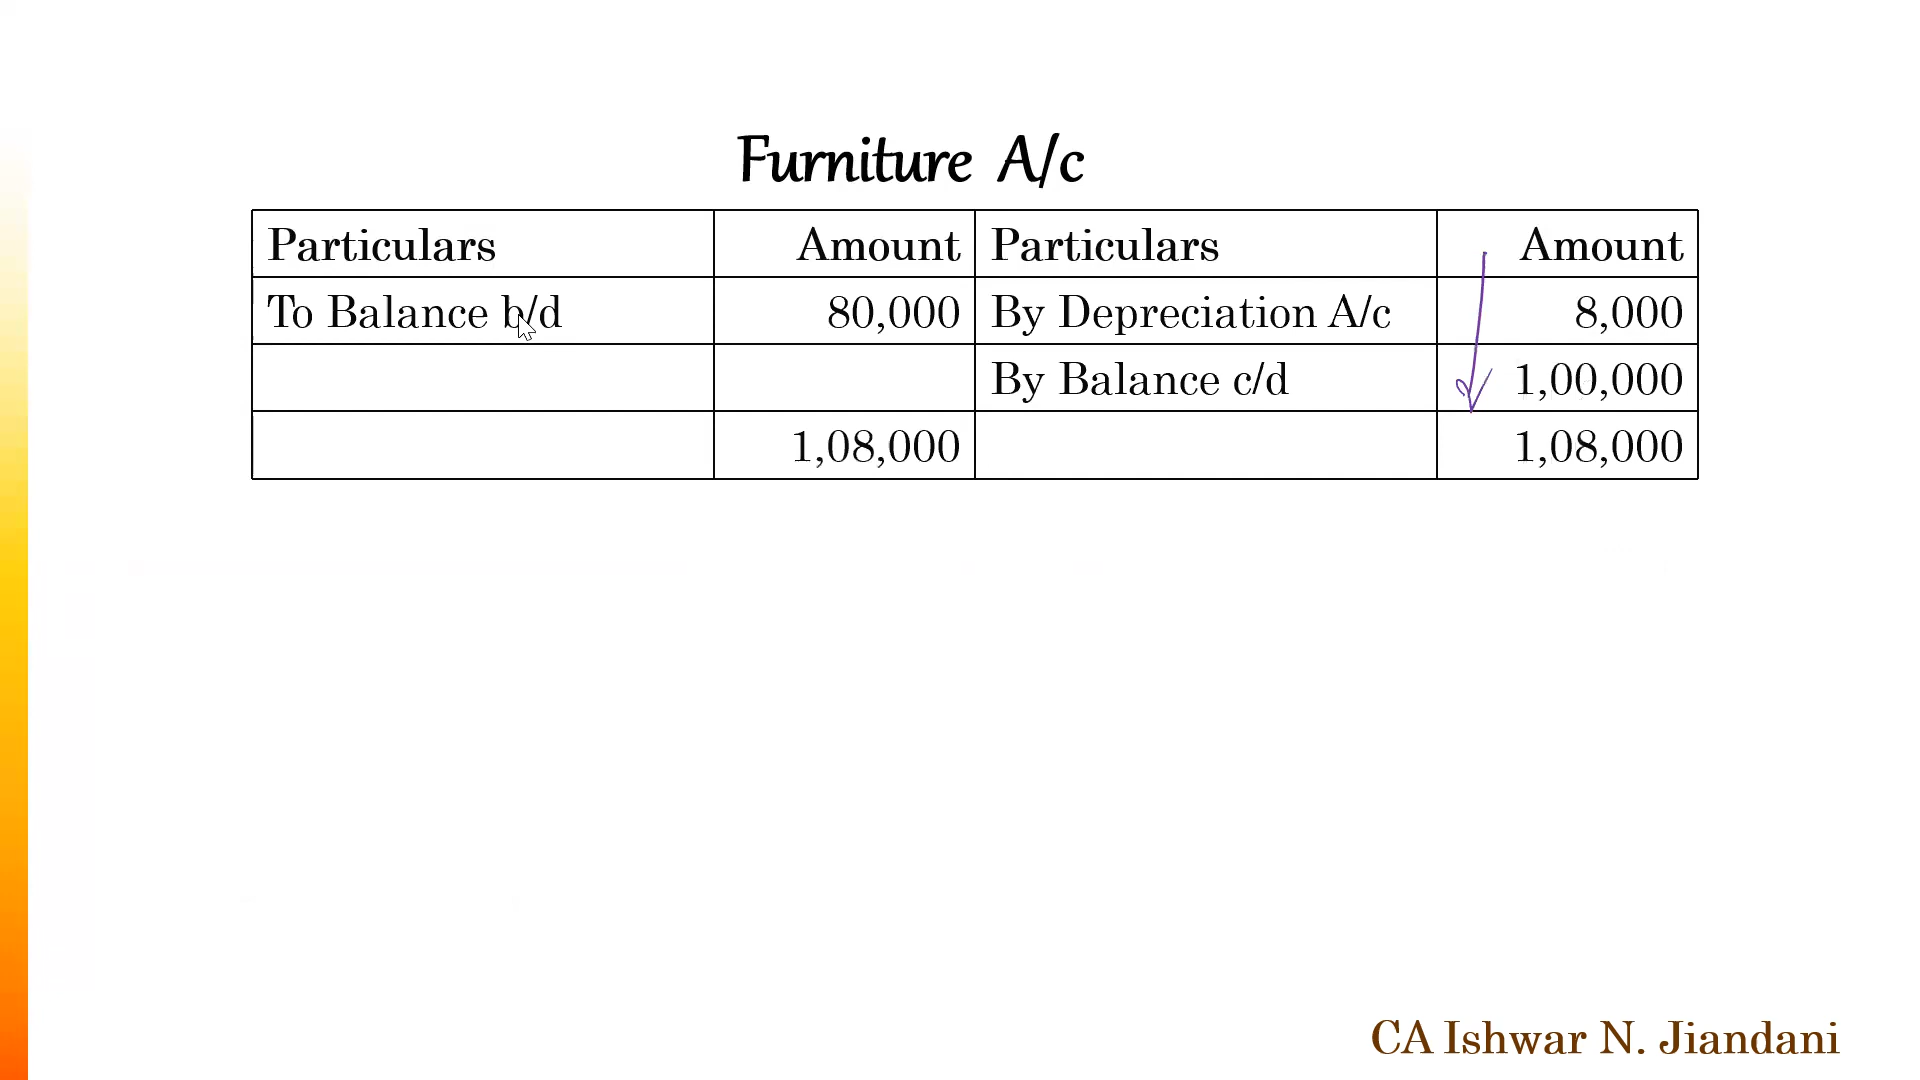 Furniture A/c
Particulars Amount Particulars Amount
To Balance b/d 80,000 By Depreciation A/c 8,000
By Balance c/d 1,00,000
1,08,000 1,08,000
CA Ishwar N. Jiandani